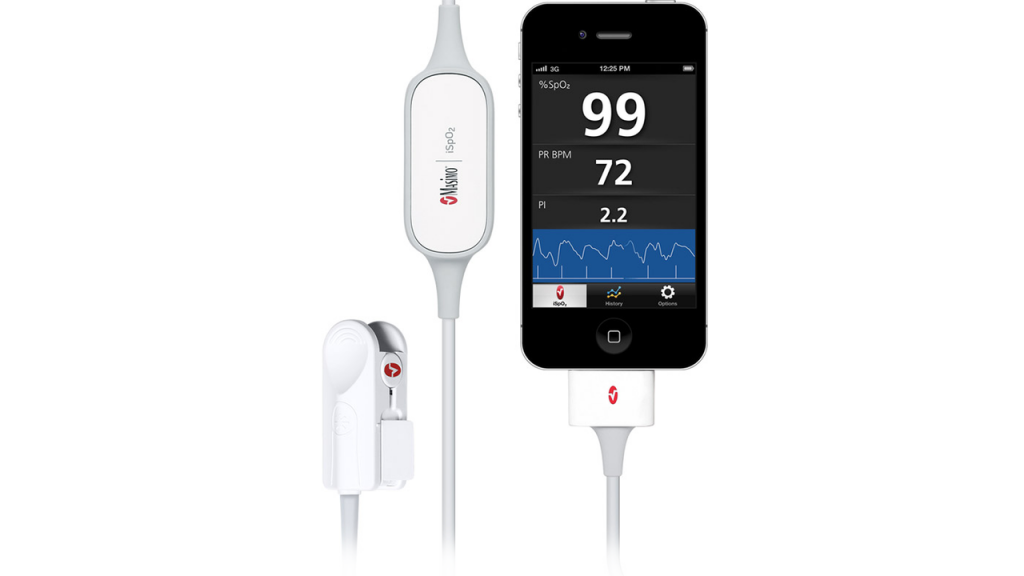 MASIMO | iSpO₂
3G 12:25 PM
%SpO₂
99
PR BPM
72
PI
2.2
iSpO₂ History Options